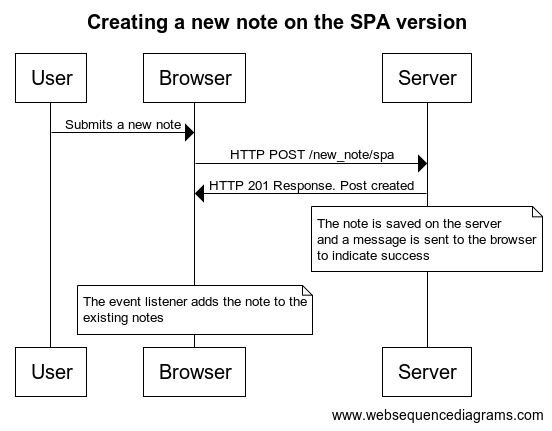 Creating a new note on the SPA version
User
Browser
Server
Submits a new note
HTTP POST /new_note/spa
HTTP 201 Response. Post created
The note is saved on the server
and a message is sent to the browser
to indicate success
The event listener adds the note to the
existing notes
User
Browser
Server
www.websequencediagrams.com